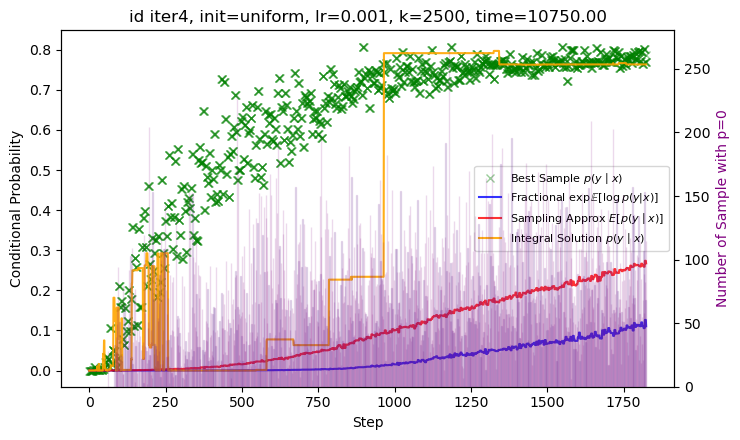 id iter4, init=uniform, lr=0.001, k=2500, time=10750.00
Conditional Probability
0.8
0.7
0.6
0.5
0.4
0.3
0.2
0.1
0.0
250
200
150
100
50
0
Number of Sample with p=0
Best Sample p(y | x)
Fractional exp𝔼[log p(y|x)]
Sampling Approx E[p(y | x)]
Integral Solution p(y | x)
0 250 500 750 1000 1250 1500 1750
Step